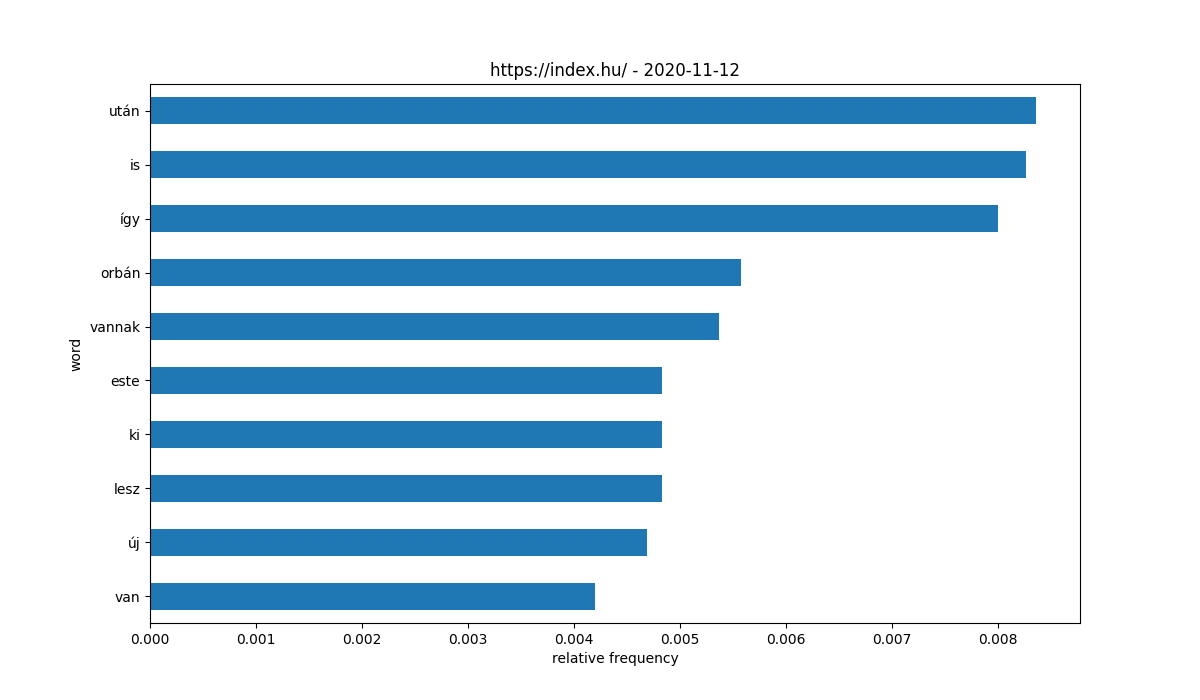 https://index.hu/ - 2020-11-12
után
is
így
orbán
vannak
este
ki
lesz
új
van
word
0.000 0.001 0.002 0.003 0.004 0.005 0.006 0.007 0.008
relative frequency